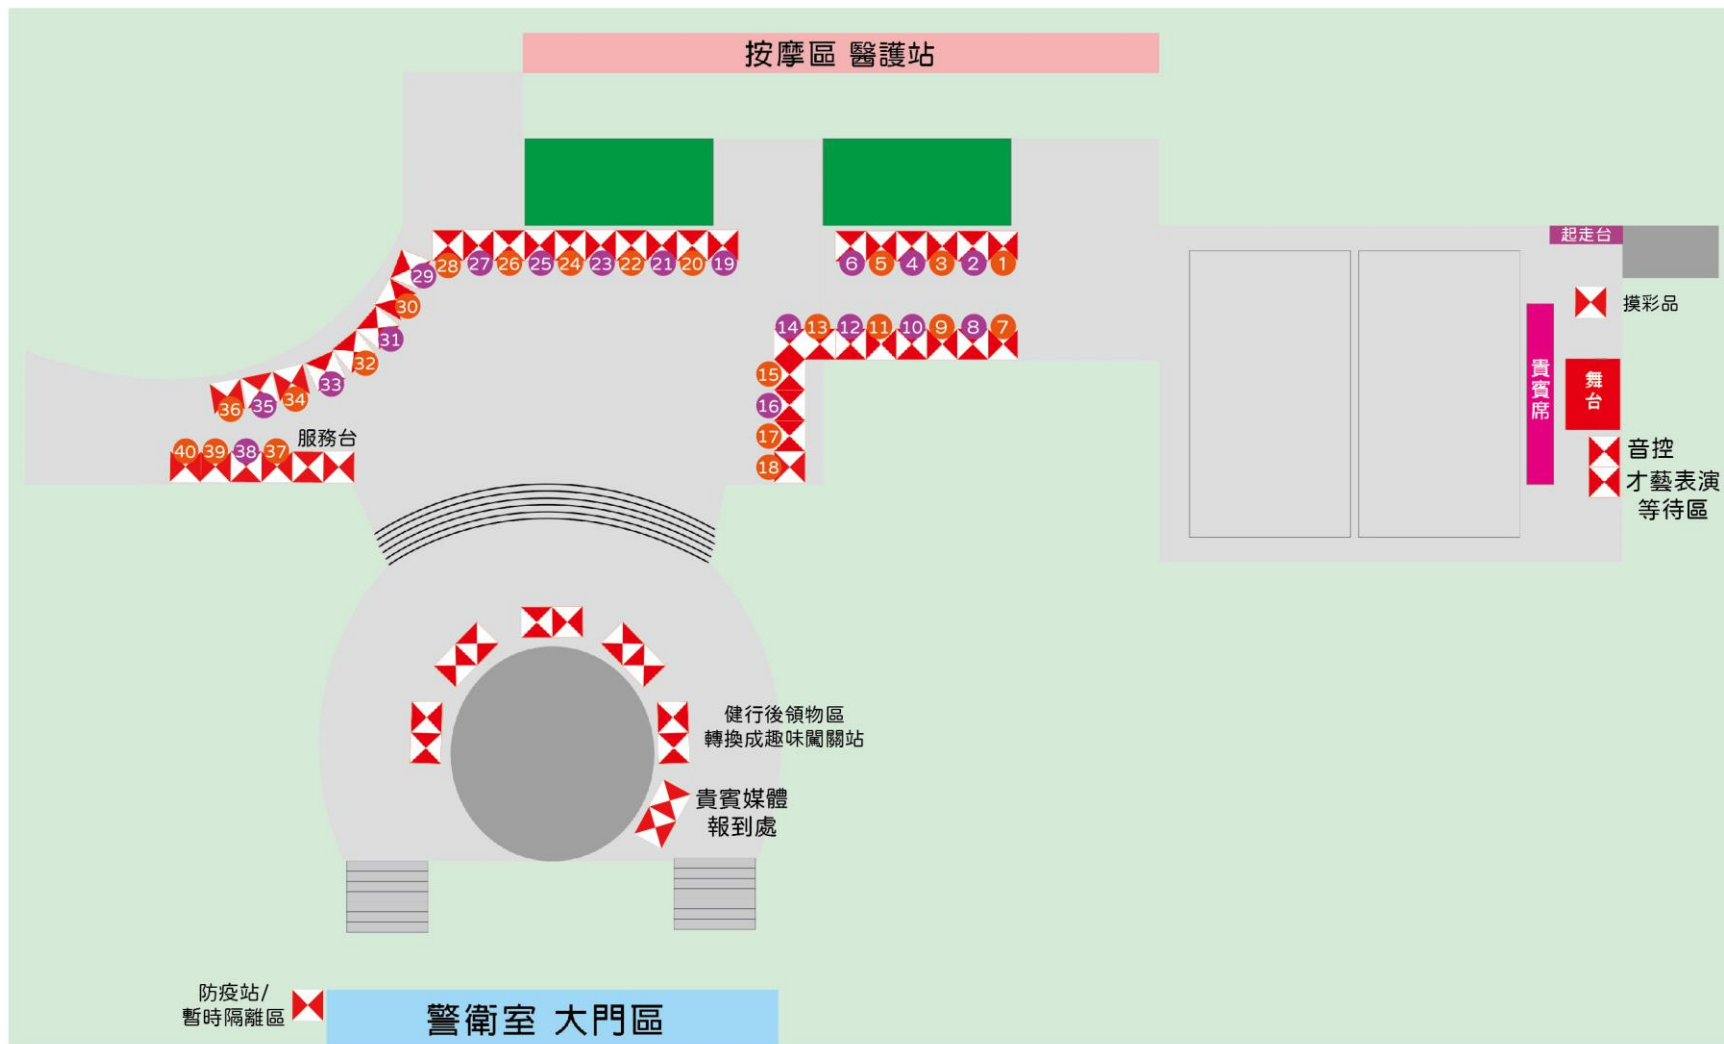 按摩區 醫護站
起走台
摸彩品
貴賓席
舞台
音控
才藝表演
等待區
28 27 26 25 24 23 22 21 20 19
6 5 4 3 2 1
29
30
31
32
33
34
35
36
14 13 12 11 10 9 8 7
15
16
17
18
服務台
40 39 38 37
健行後領物區
轉換成趣味闖關站
貴賓媒體
報到處
防疫站/
暫時隔離區
警衛室 大門區